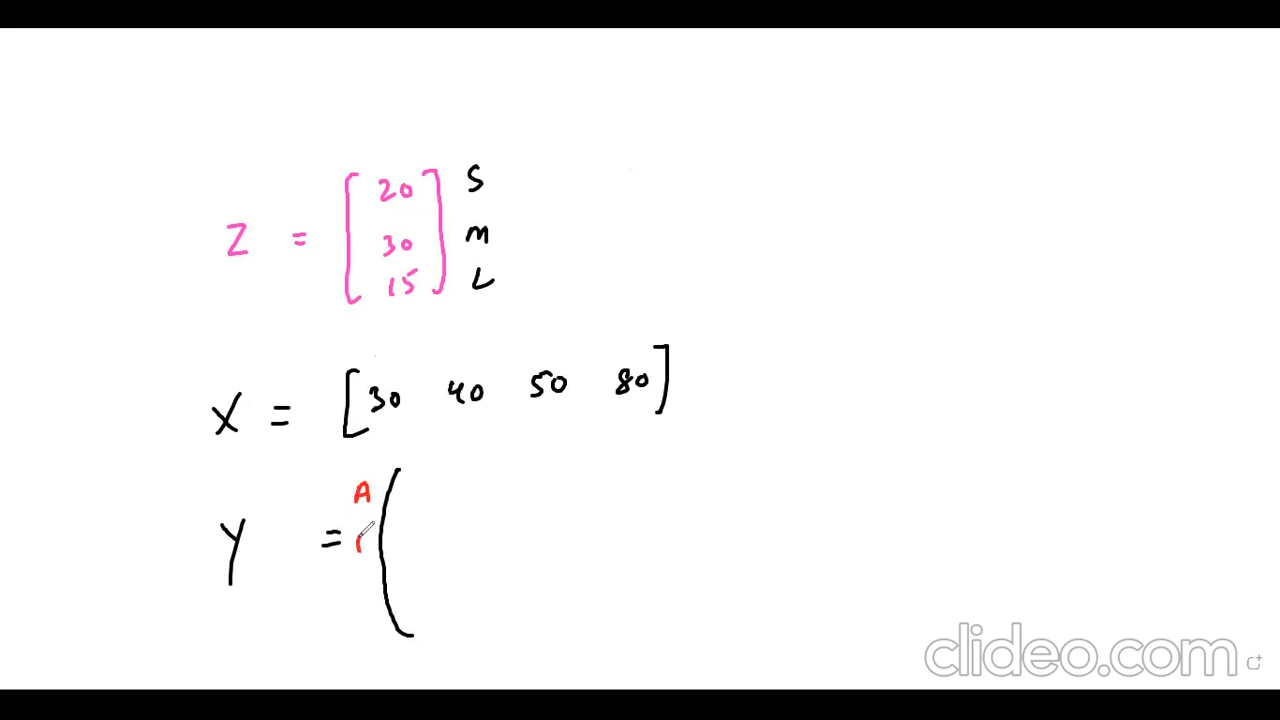 20 S
Z = 30 m
15 L
X = [30 40 50 80]
A
Y = (
clideo.com